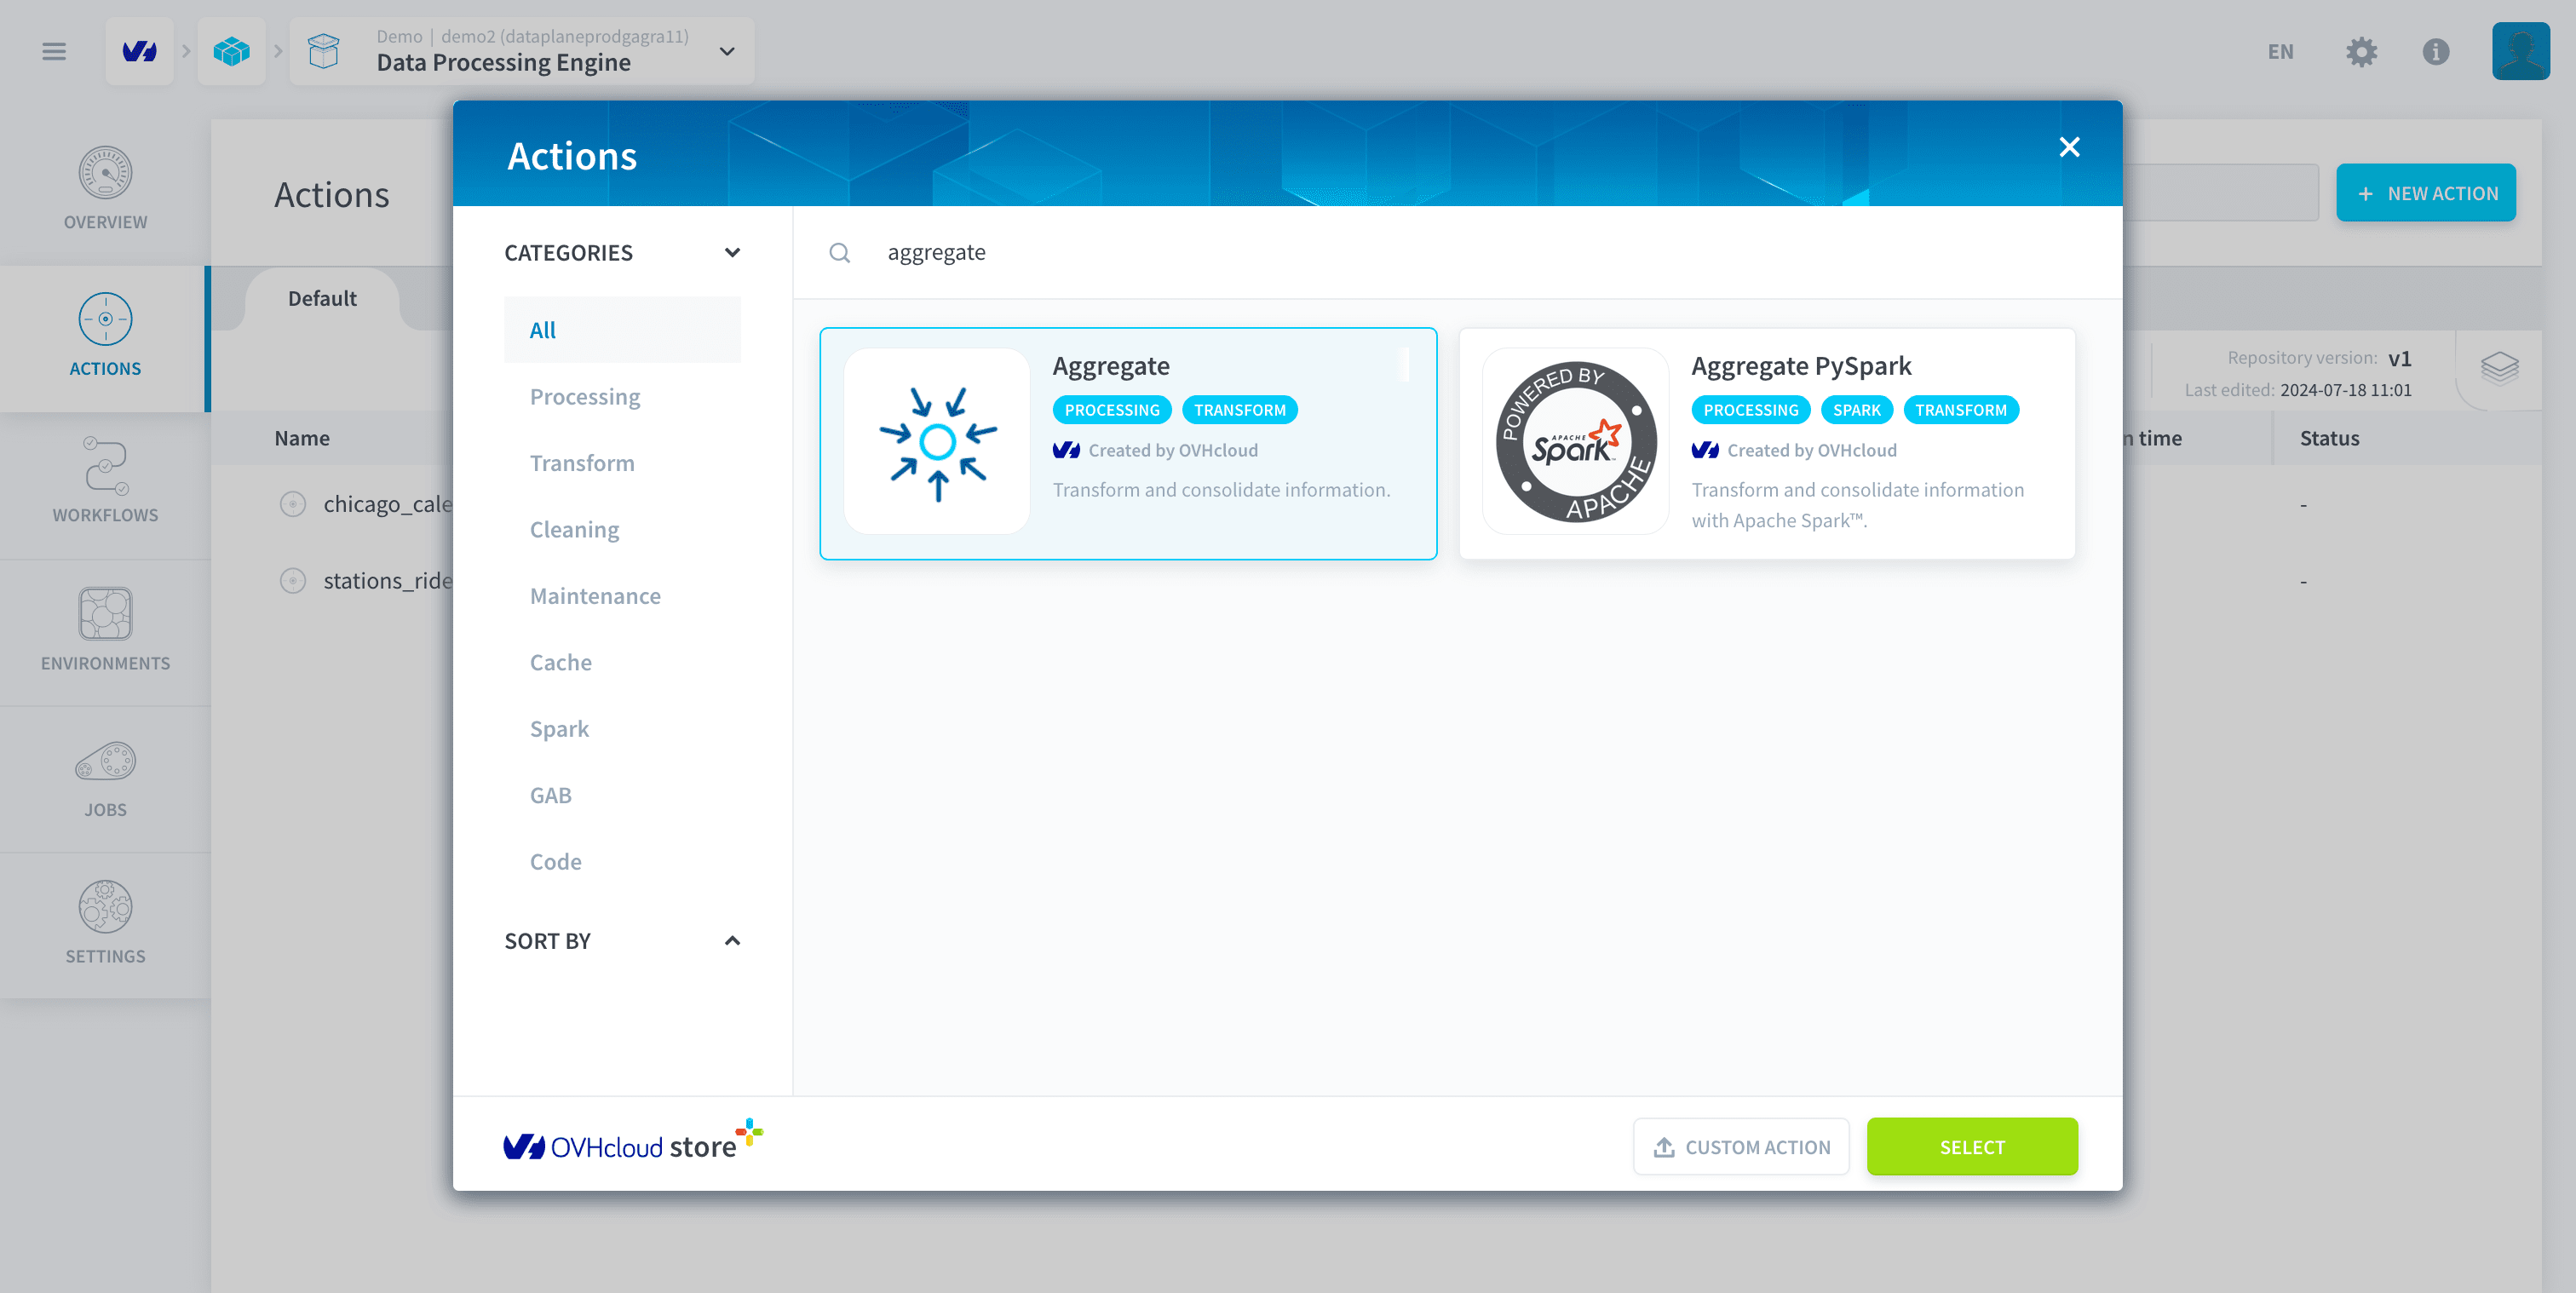 Demo | demo2 (dataplaneprodgagra11)
Data Processing Engine
EN
OVERVIEW
ACTIONS
WORKFLOWS
ENVIRONMENTS
JOBS
SETTINGS
Actions
NEW ACTION
Default
Repository version: v1
Last edited: 2024-07-18 11:01
Name
n time
Status
chicago_cale
-
stations_ride
-
Actions
CATEGORIES
All
Processing
Transform
Cleaning
Maintenance
Cache
Spark
GAB
Code
SORT BY
aggregate
Aggregate
PROCESSING TRANSFORM
Created by OVHcloud
Transform and consolidate information.
POWERED BY
APACHE
Spark™
APACHE
Aggregate PySpark
PROCESSING SPARK TRANSFORM
Created by OVHcloud
Transform and consolidate information
with Apache Spark™.
OVHcloud store
CUSTOM ACTION
SELECT